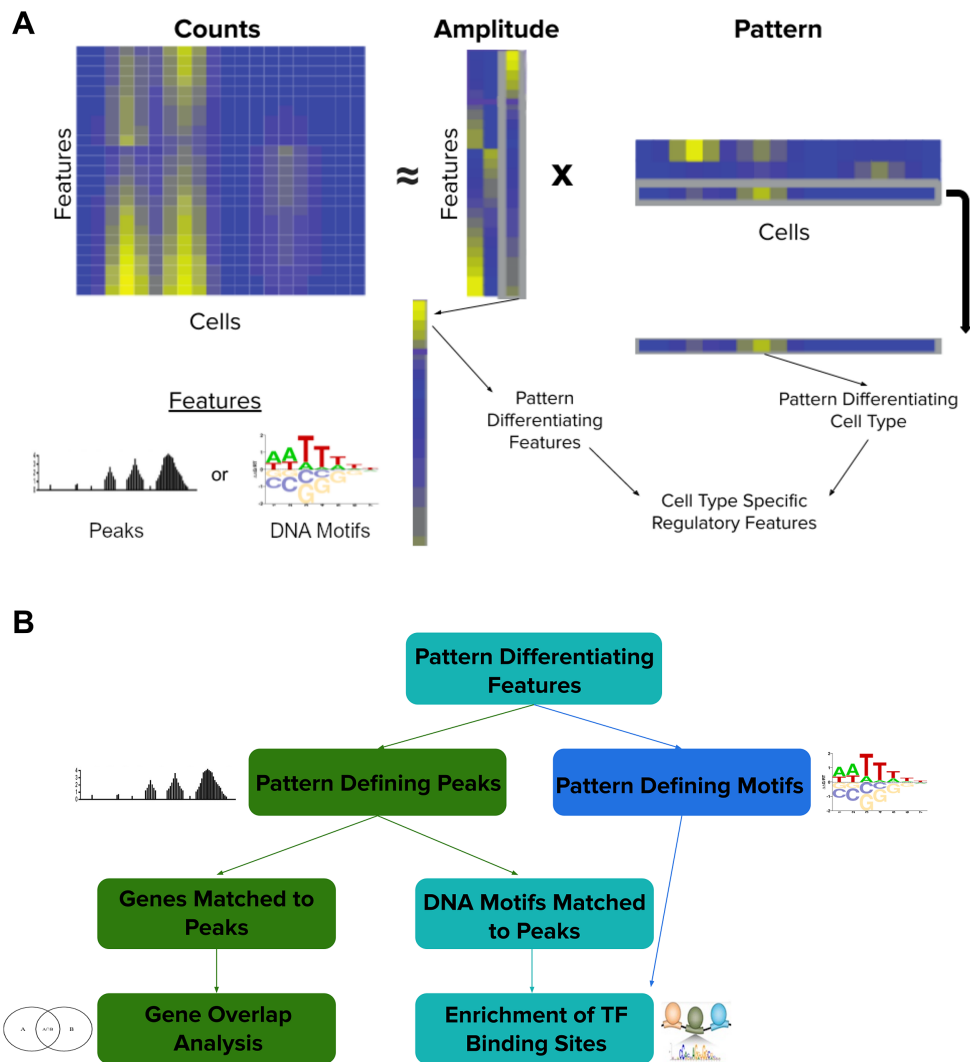 A
Counts
Amplitude
Pattern
Features
≈
Features
x
Cells
Cells
Features
or
Peaks
DNA Motifs
Pattern
Differentiating
Features
Pattern Differentiating
Cell Type
Cell Type Specific
Regulatory Features
B
Pattern Differentiating
Features
Pattern Defining Peaks
Pattern Defining Motifs
Genes Matched to
Peaks
DNA Motifs Matched
to Peaks
A
A∩B
B
Gene Overlap
Analysis
Enrichment of TF
Binding Sites